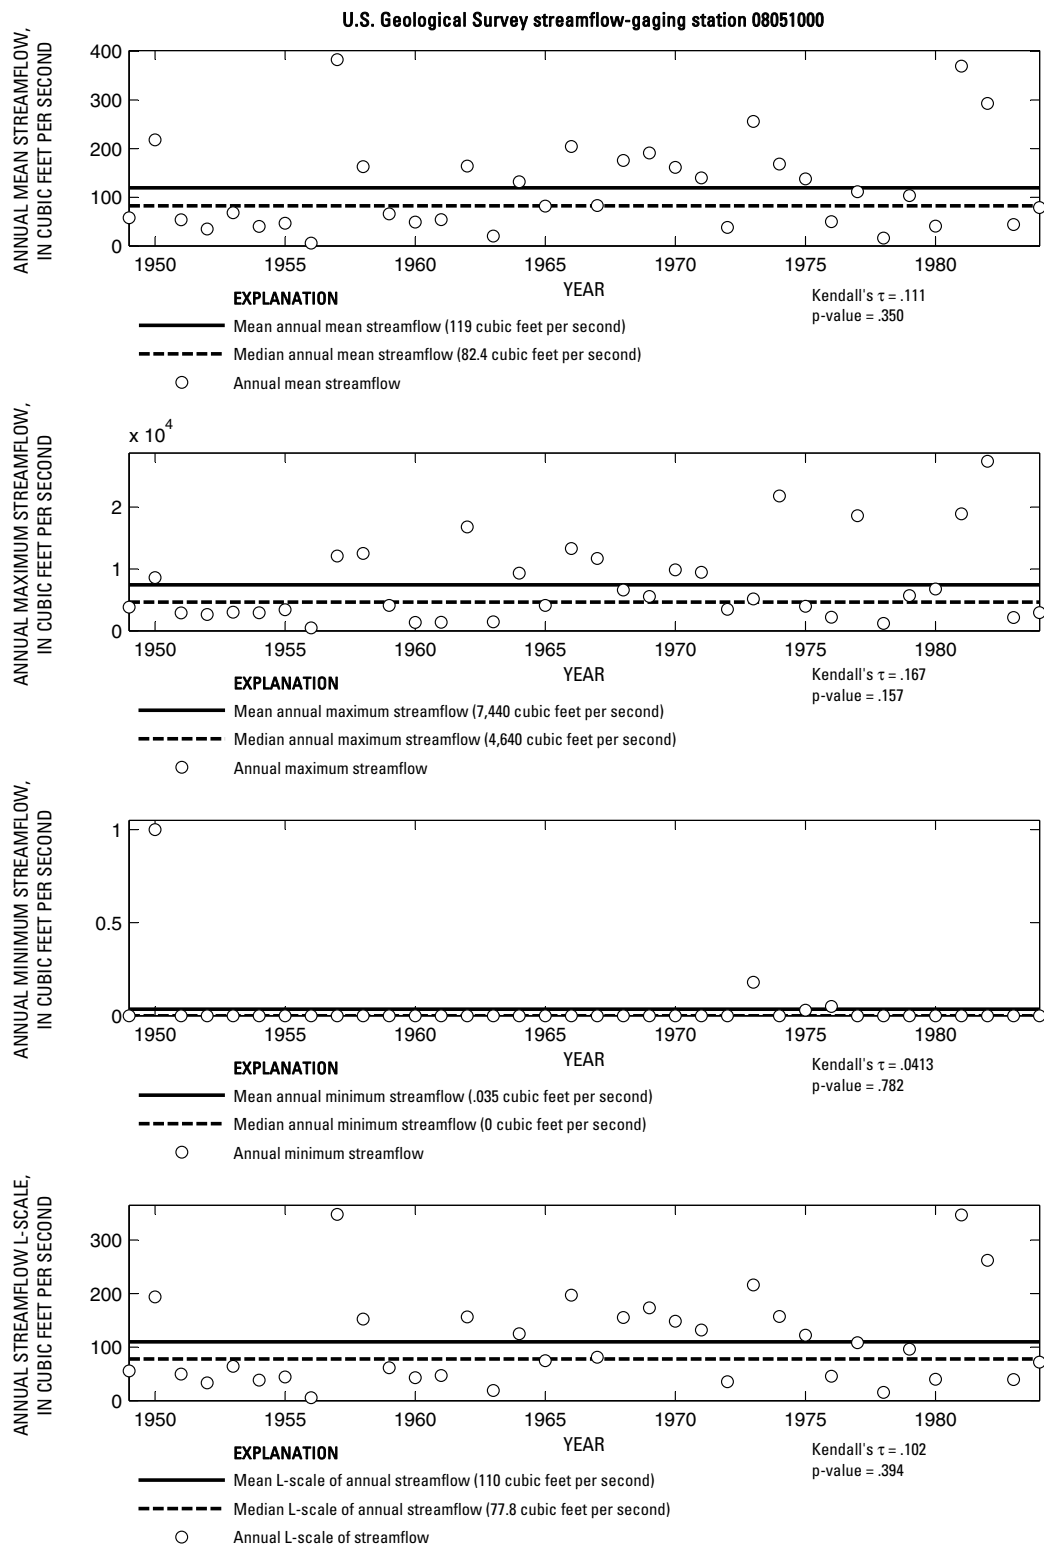 U.S. Geological Survey streamflow-gaging station 08051000
ANNUAL MEAN STREAMFLOW,
IN CUBIC FEET PER SECOND
400
300
200
100
0
1950 1955 1960 1965 1970 1975 1980
YEAR
Kendall's τ = .111
p-value = .350
EXPLANATION
Mean annual mean streamflow (119 cubic feet per second)
Median annual mean streamflow (82.4 cubic feet per second)
Annual mean streamflow
ANNUAL MAXIMUM STREAMFLOW,
IN CUBIC FEET PER SECOND
x 10^4
2
1
0
1950 1955 1960 1965 1970 1975 1980
YEAR
Kendall's τ = .167
p-value = .157
EXPLANATION
Mean annual maximum streamflow (7,440 cubic feet per second)
Median annual maximum streamflow (4,640 cubic feet per second)
Annual maximum streamflow
ANNUAL MINIMUM STREAMFLOW,
IN CUBIC FEET PER SECOND
1
0.5
0
1950 1955 1960 1965 1970 1975 1980
YEAR
Kendall's τ = .0413
p-value = .782
EXPLANATION
Mean annual minimum streamflow (.035 cubic feet per second)
Median annual minimum streamflow (0 cubic feet per second)
Annual minimum streamflow
ANNUAL STREAMFLOW L-SCALE,
IN CUBIC FEET PER SECOND
300
200
100
0
1950 1955 1960 1965 1970 1975 1980
YEAR
Kendall's τ = .102
p-value = .394
EXPLANATION
Mean L-scale of annual streamflow (110 cubic feet per second)
Median L-scale of annual streamflow (77.8 cubic feet per second)
Annual L-scale of streamflow